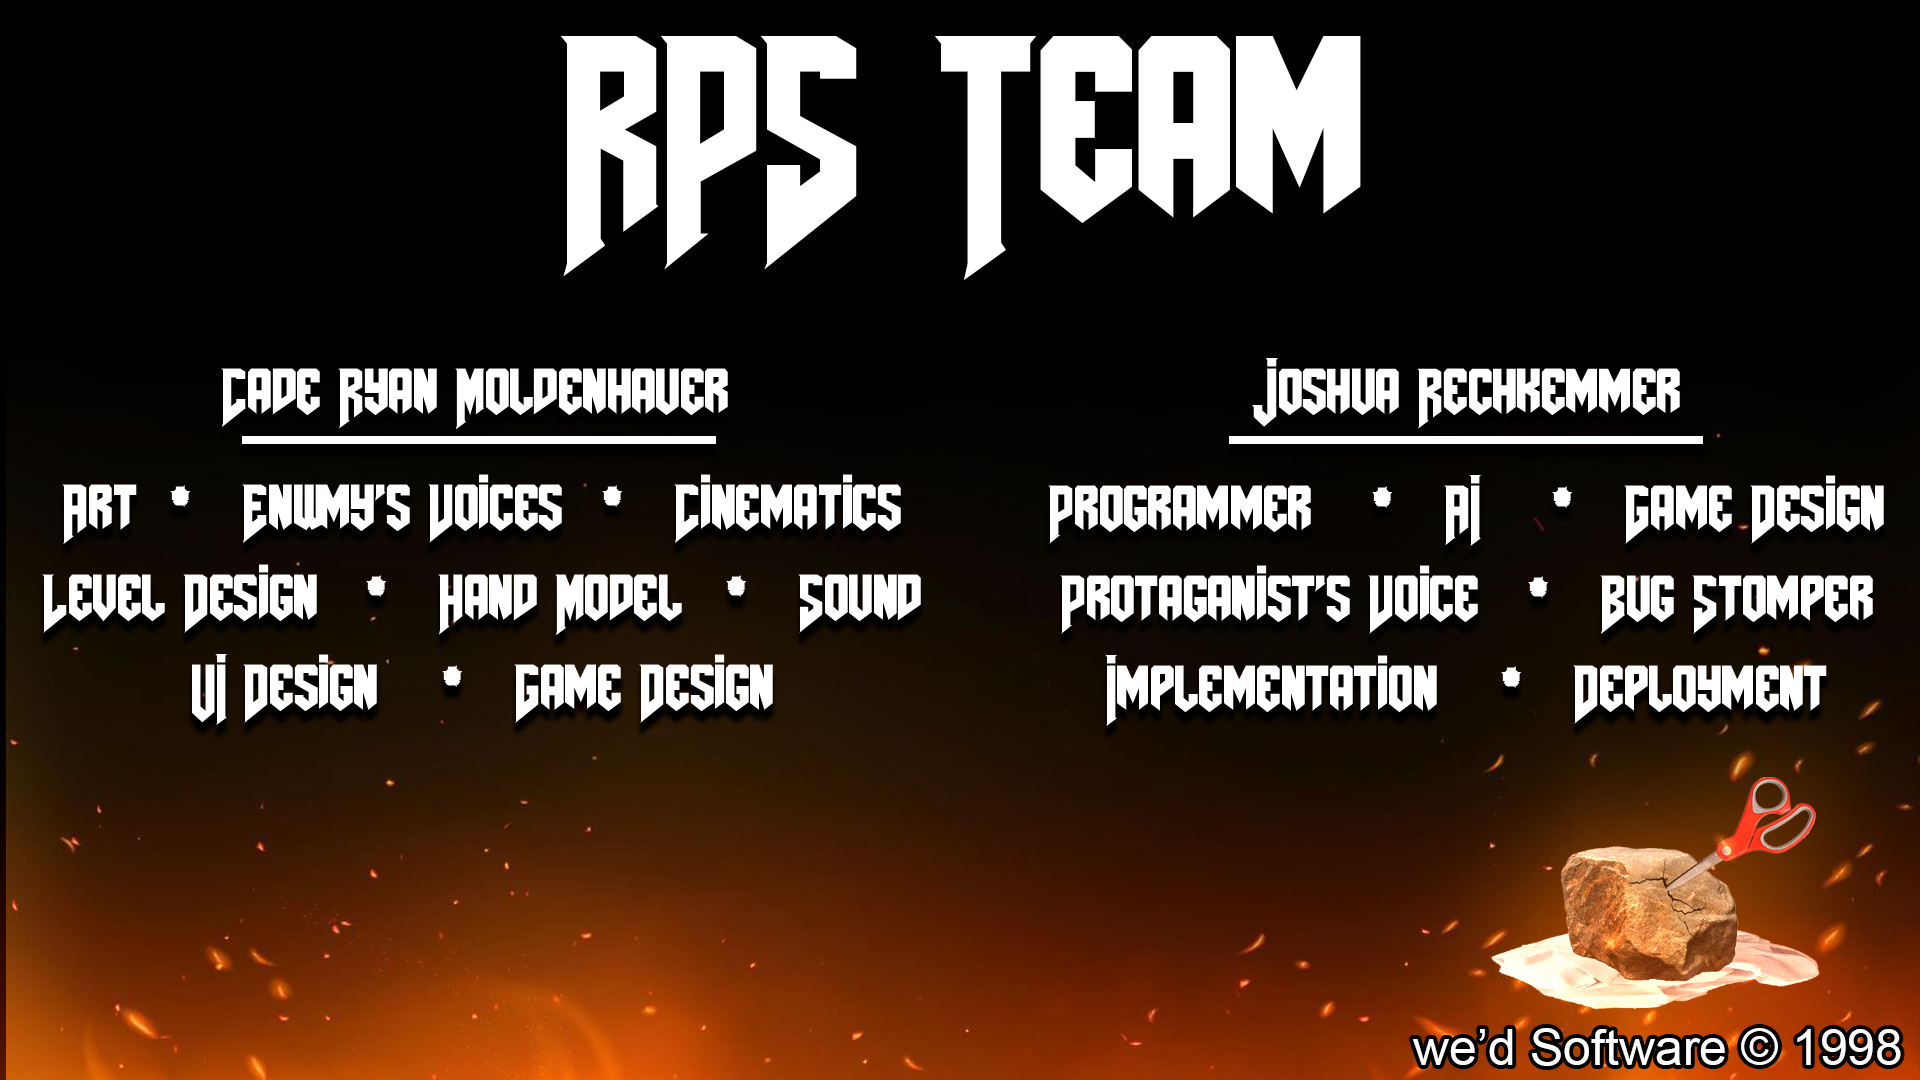 RPS Team
Cade Ryan Moldenhauer
Art • Enwmy's Voices • Cinematics
Level Design • Hand Model • Sound
Ui Design • Game Design
Joshua Rechkemmer
Programmer • Ai • Game Design
Protaganist's Voice • Bug Stomper
Implementation • Deployment
we'd Software © 1998